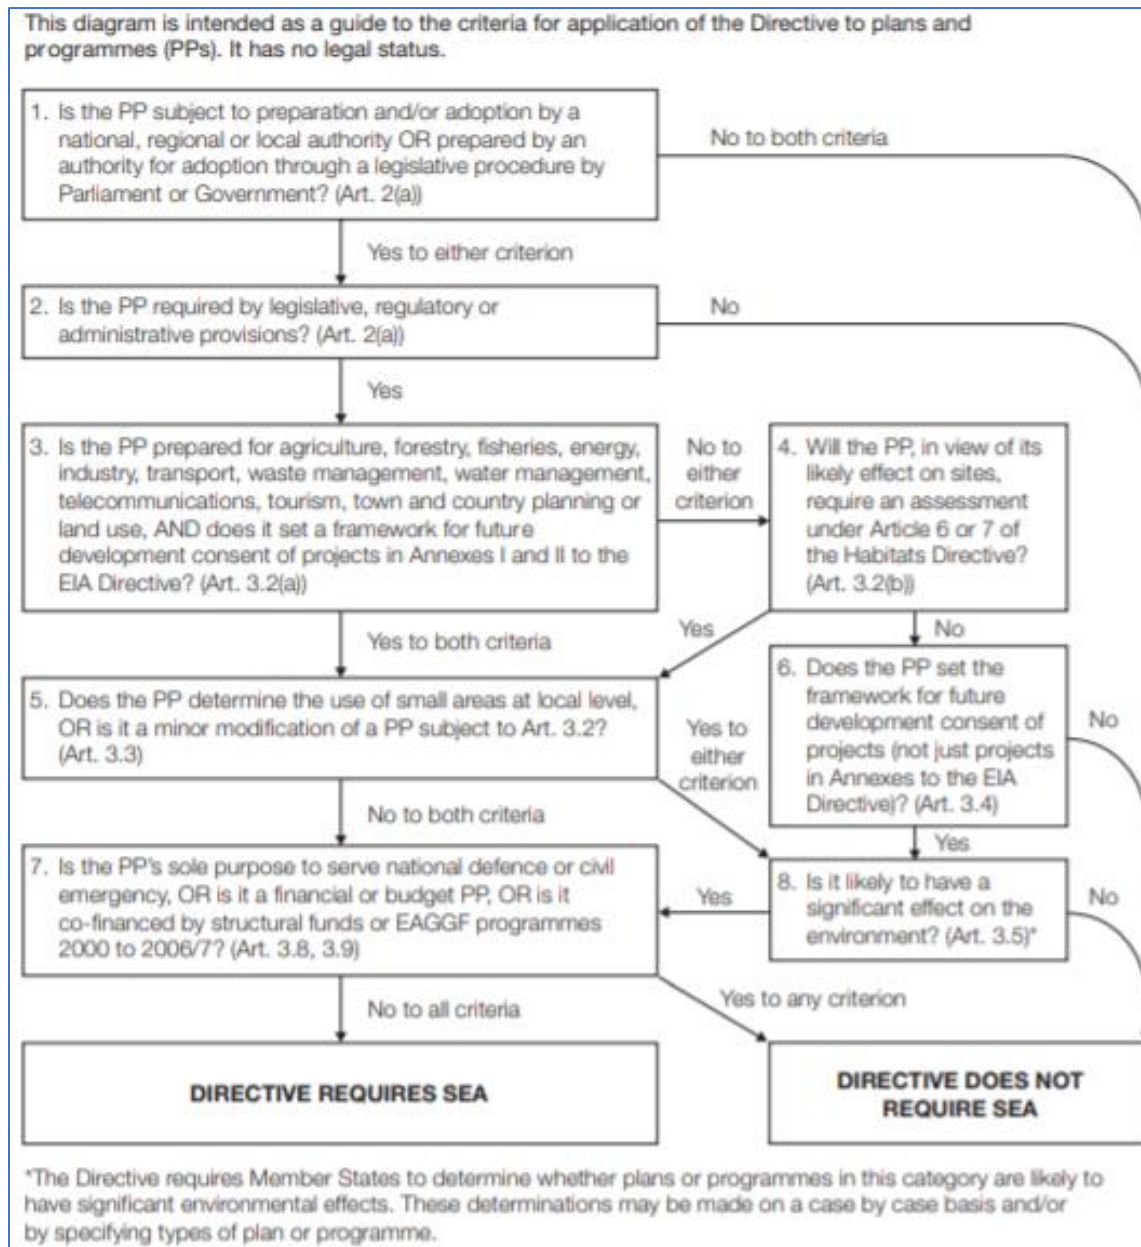 This diagram is intended as a guide to the criteria for application of the Directive to plans and
programmes (PPs). It has no legal status.
1. Is the PP subject to preparation and/or adoption by a
national, regional or local authority OR prepared by an
authority for adoption through a legislative procedure by
Parliament or Government? (Art. 2(a))
No to both criteria
Yes to either criterion
2. Is the PP required by legislative, regulatory or
administrative provisions? (Art. 2(a))
No
Yes
3. Is the PP prepared for agriculture, forestry, fisheries, energy,
industry, transport, waste management, water management,
telecommunications, tourism, town and country planning or
land use, AND does it set a framework for future
development consent of projects in Annexes I and II to the
EIA Directive? (Art. 3.2(a))
No to
either
criterion
4. Will the PP, in view of its
likely effect on sites,
require an assessment
under Article 6 or 7 of
the Habitats Directive?
(Art. 3.2(b))
Yes to both criteria
Yes
No
5. Does the PP determine the use of small areas at local level,
OR is it a minor modification of a PP subject to Art. 3.2?
(Art. 3.3)
Yes to
either
criterion
6. Does the PP set the
framework for future
development consent of
projects (not just projects
in Annexes to the EIA
Directive)? (Art. 3.4)
No
No to both criteria
Yes
7. Is the PP's sole purpose to serve national defence or civil
emergency, OR is it a financial or budget PP, OR is it
co-financed by structural funds or EAGGF programmes
2000 to 2006/7? (Art. 3.8, 3.9)
Yes
8. Is it likely to have a
significant effect on the
environment? (Art. 3.5)*
No
No to all criteria
Yes to any criterion
DIRECTIVE REQUIRES SEA
DIRECTIVE DOES NOT
REQUIRE SEA
*The Directive requires Member States to determine whether plans or programmes in this category are likely to
have significant environmental effects. These determinations may be made on a case by case basis and/or
by specifying types of plan or programme.